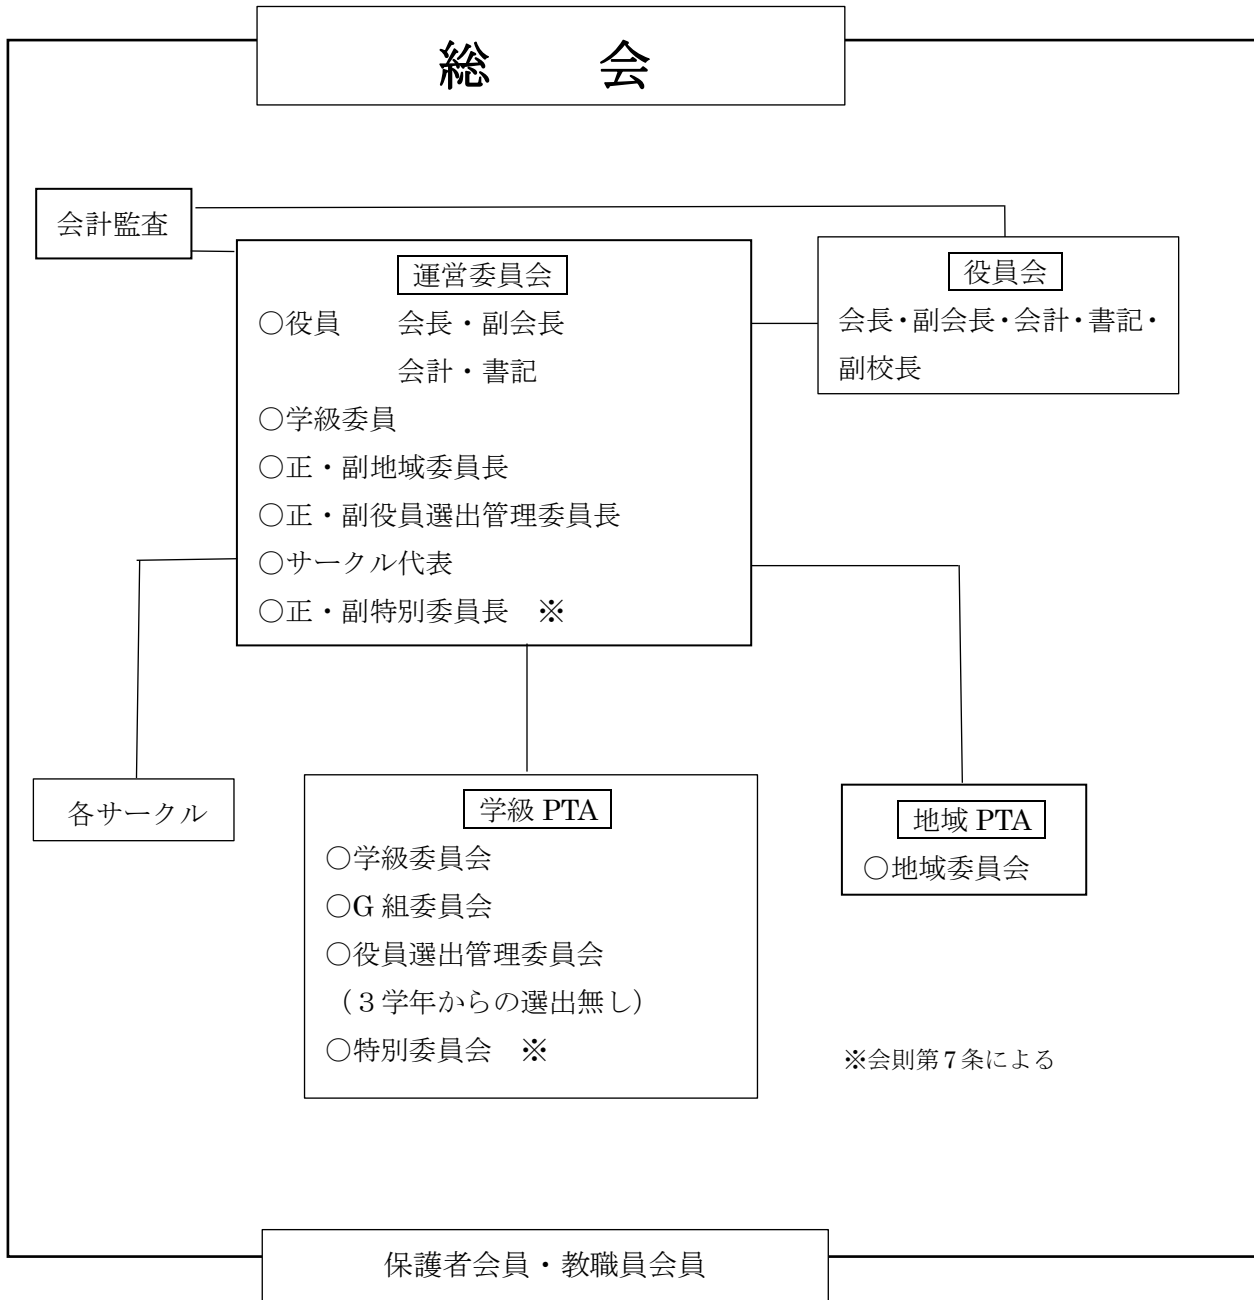 総　会
会計監査
運営委員会
○役員　会長・副会長
会計・書記
○学級委員
○正・副地域委員長
○正・副役員選出管理委員長
○サークル代表
○正・副特別委員長　※
役員会
会長・副会長・会計・書記・
副校長
各サークル
学級 PTA
○学級委員会
○G 組委員会
○役員選出管理委員会
（３学年からの選出無し）
○特別委員会　※
地域 PTA
○地域委員会
※会則第７条による
保護者会員・教職員会員